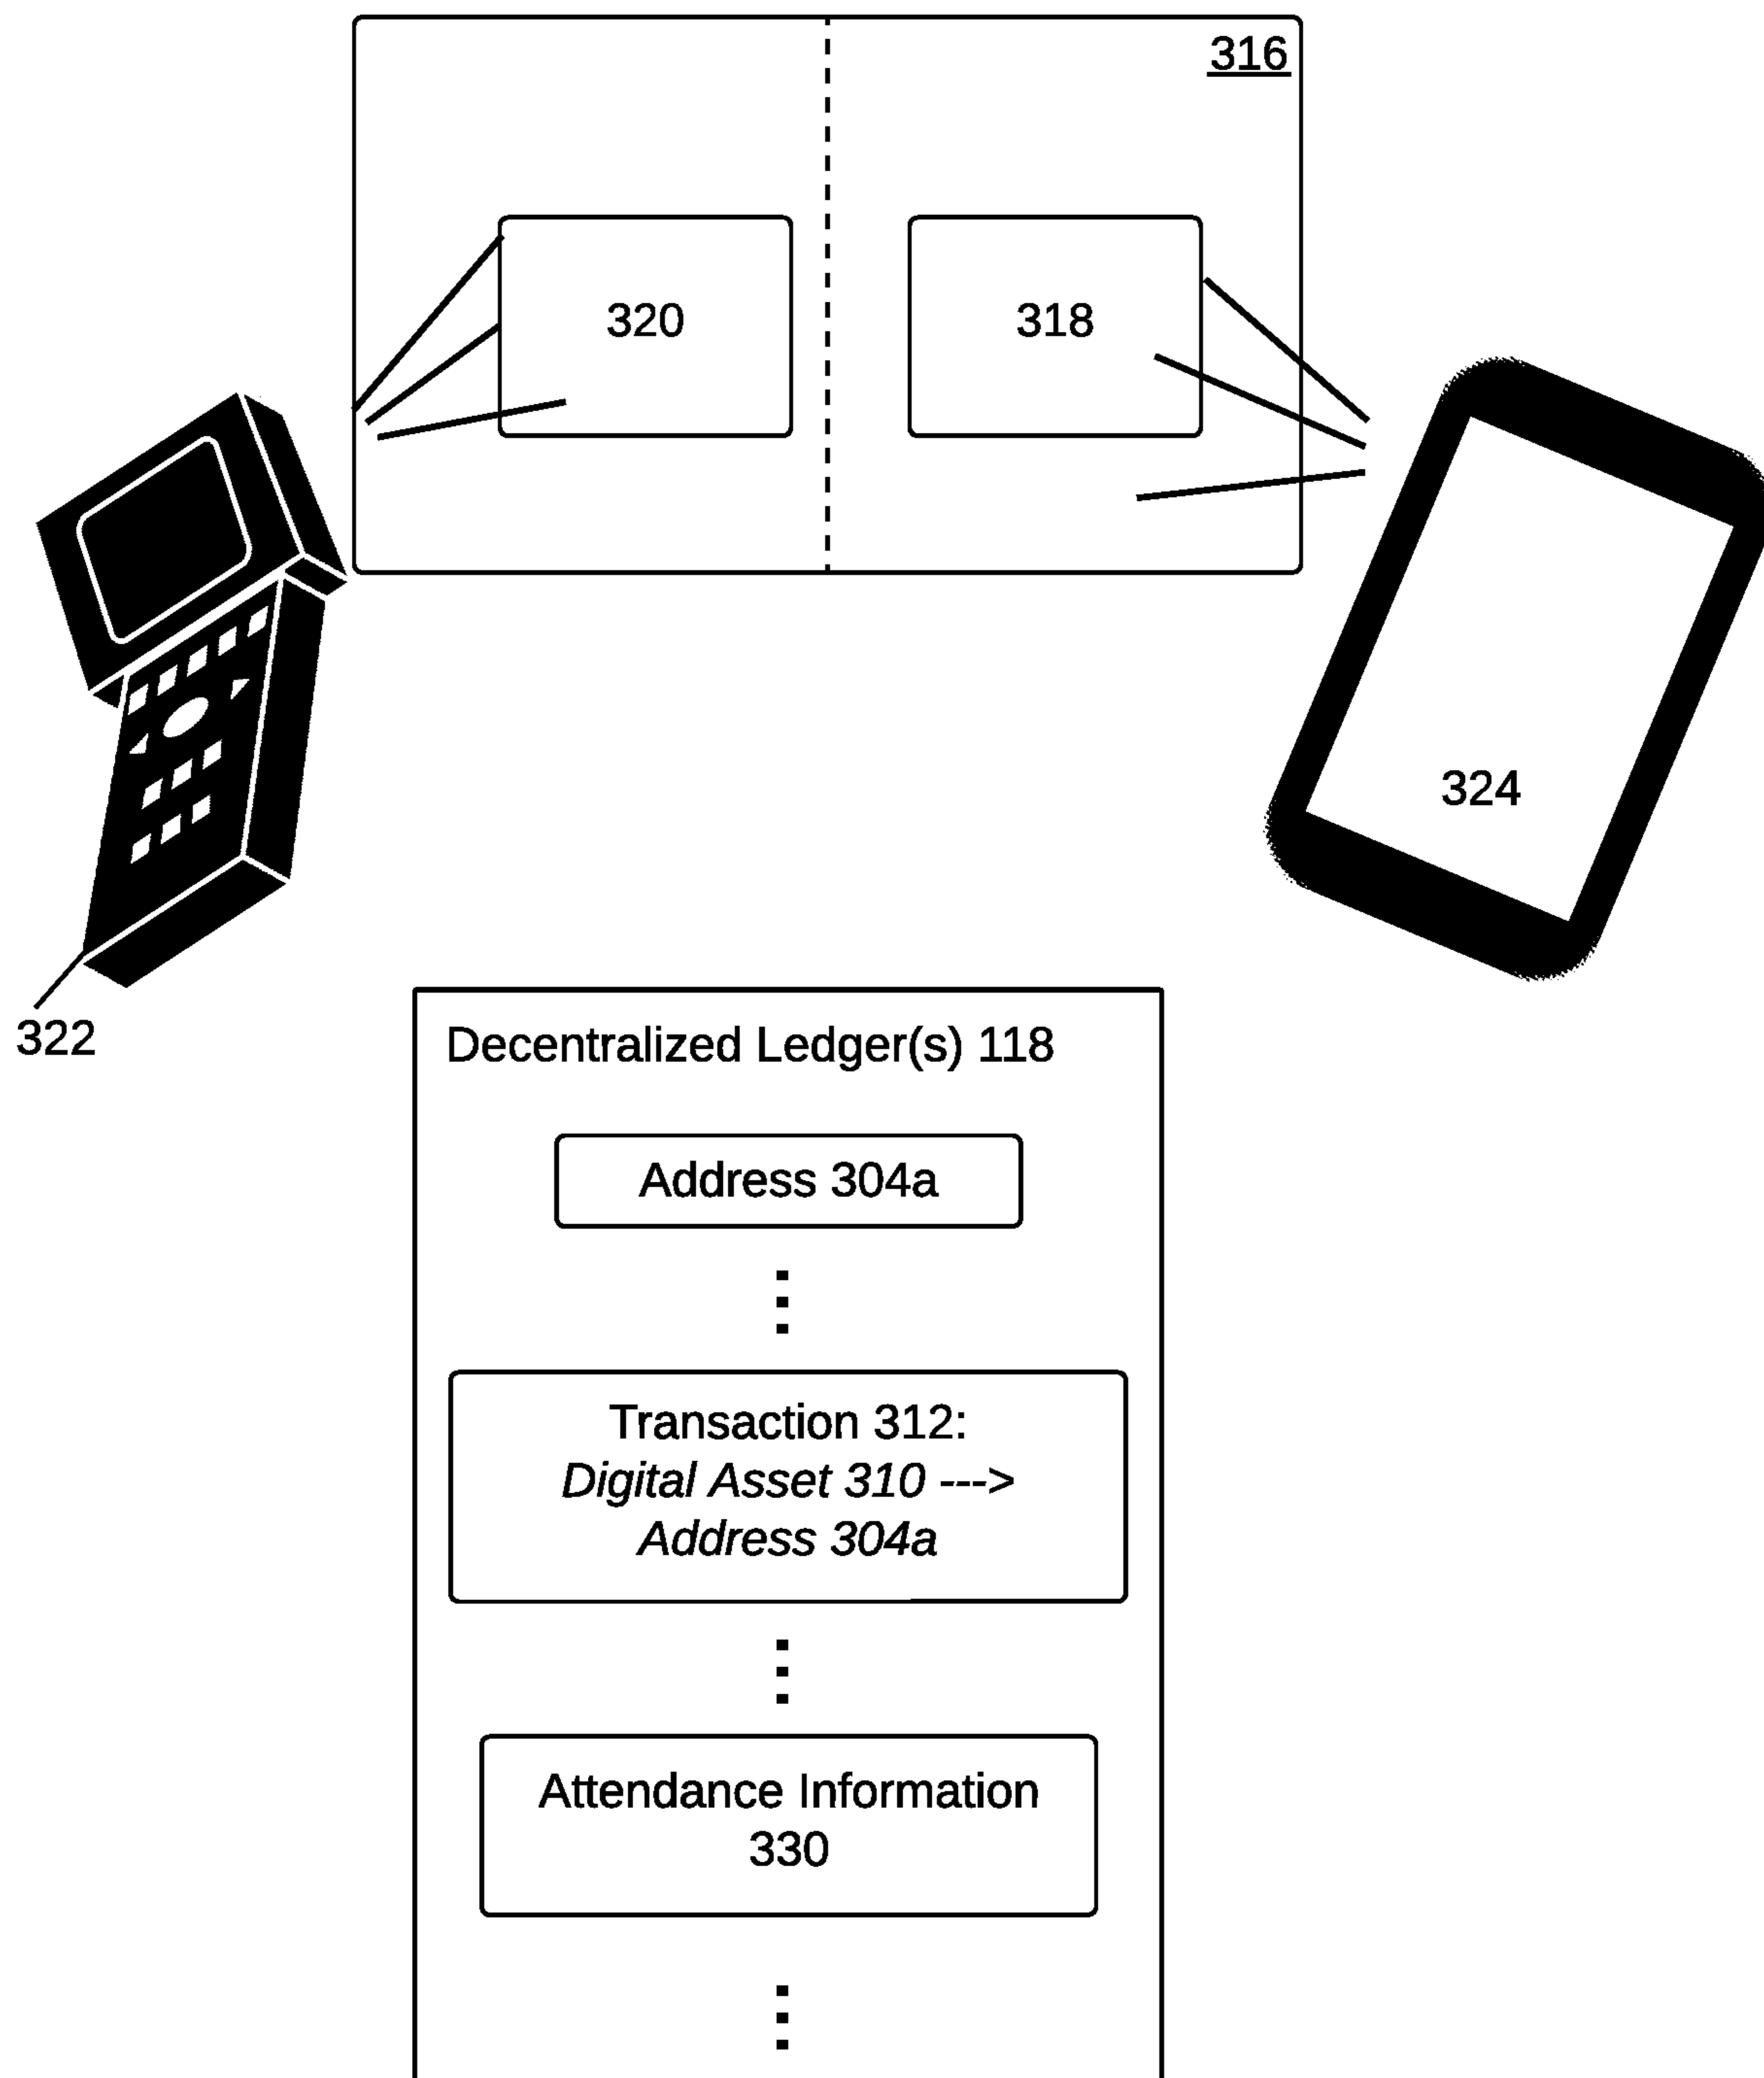 316
320
318
324
322
Decentralized Ledger(s) 118
Address 304a
Transaction 312:
Digital Asset 310 --->
Address 304a
Attendance Information
330